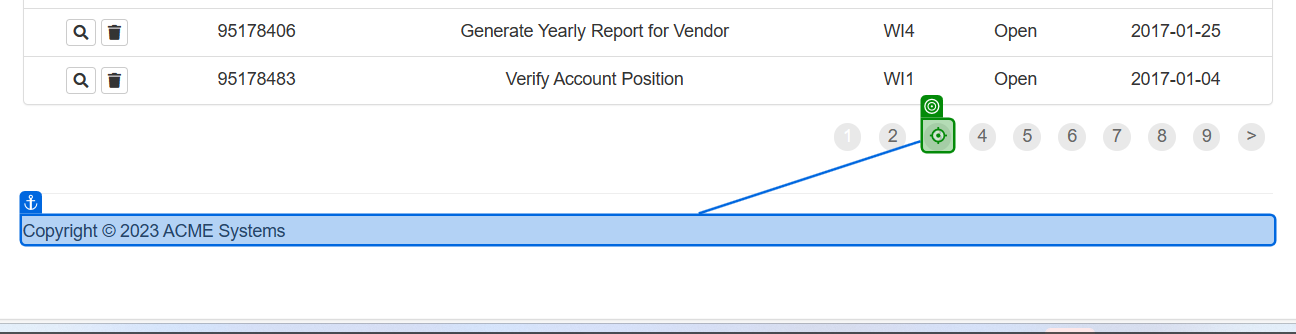 95178406 Generate Yearly Report for Vendor WI4 Open 2017-01-25
95178483 Verify Account Position WI1 Open 2017-01-04
1 2 4 5 6 7 8 9 >
Copyright © 2023 ACME Systems